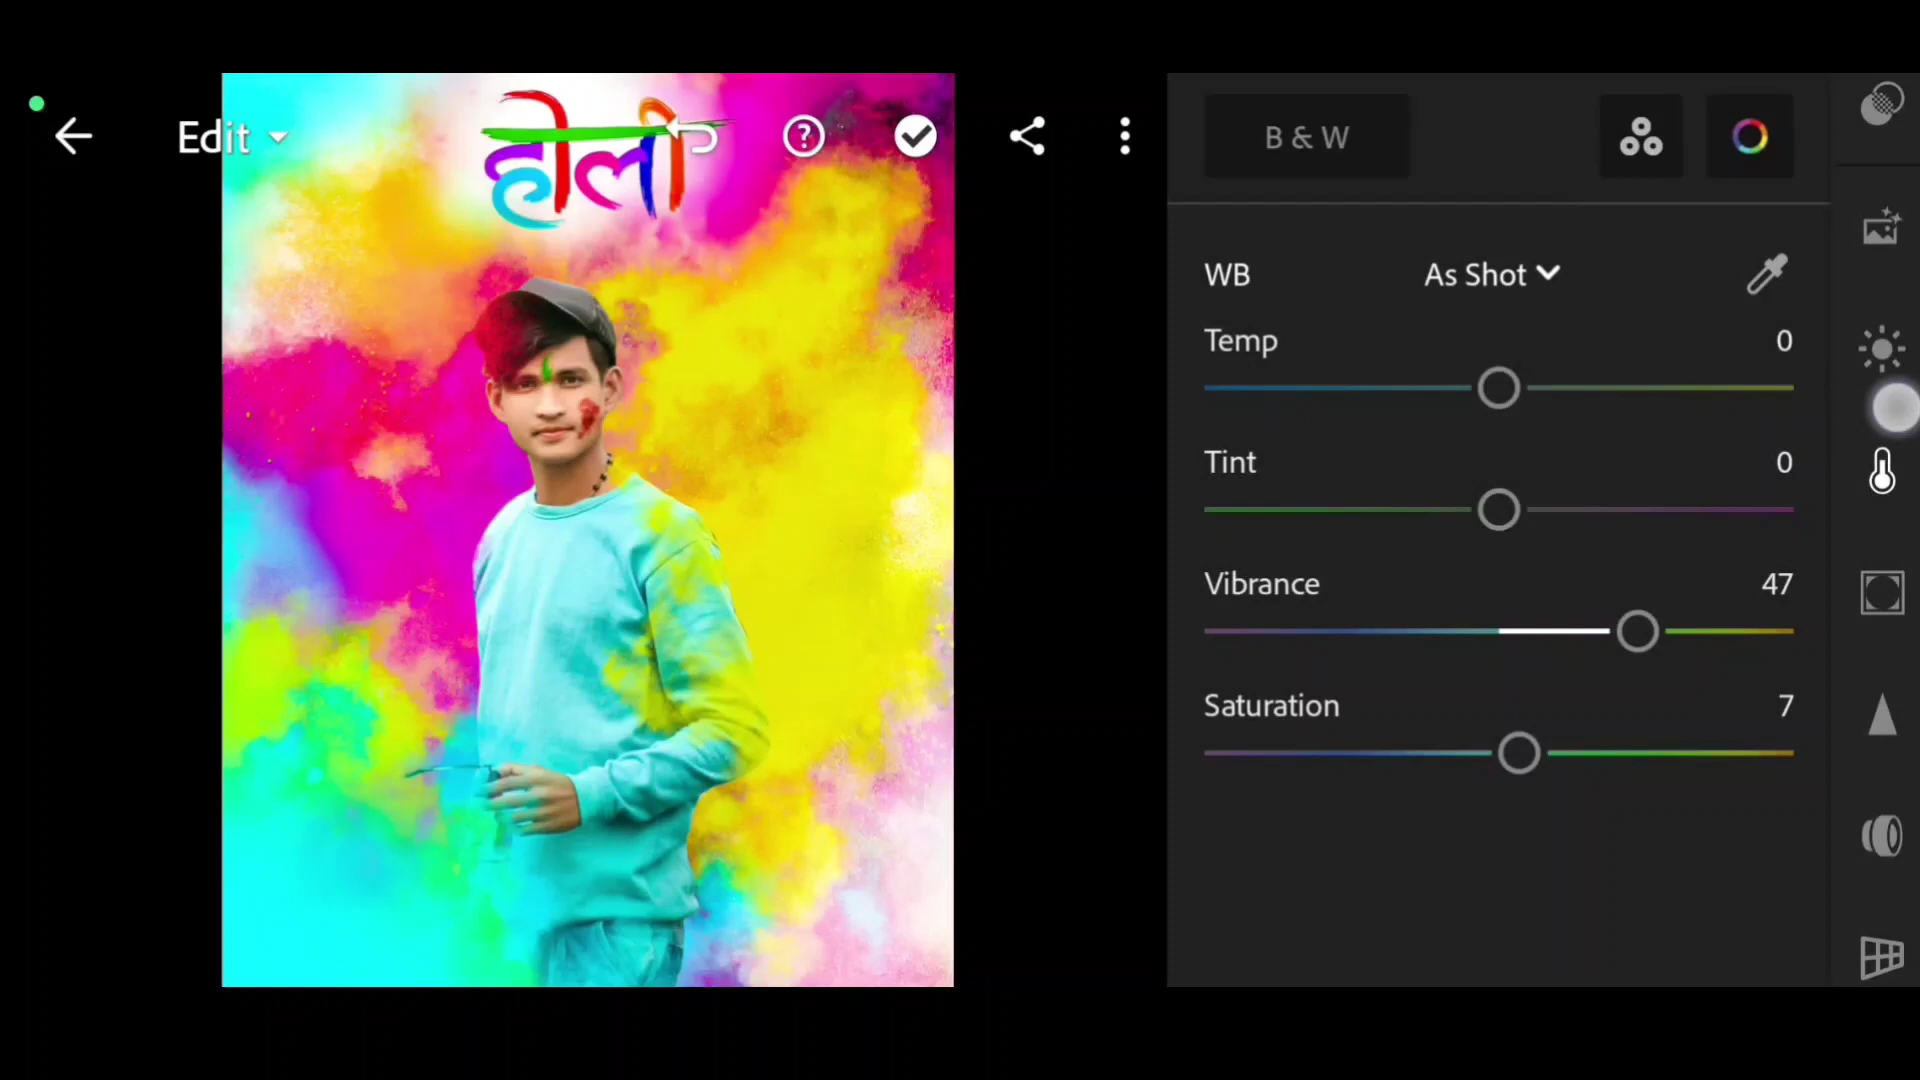 Edit
होली
B & W
WB As Shot
Temp 0
Tint 0
Vibrance 47
Saturation 7